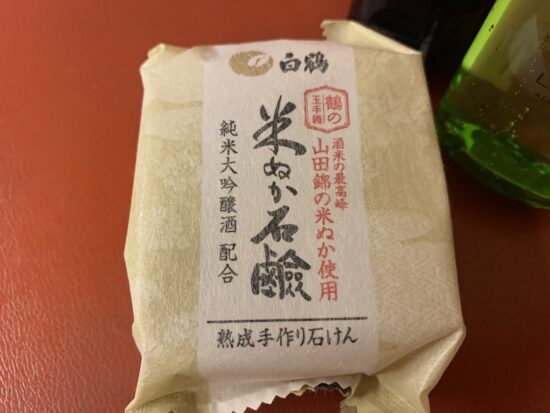 白鶴
鶴の
玉手箱
酒米の最高峰
山田錦の米ぬか使用
米ぬか石鹸
純米大吟醸酒 配合
熟成手作り石けん